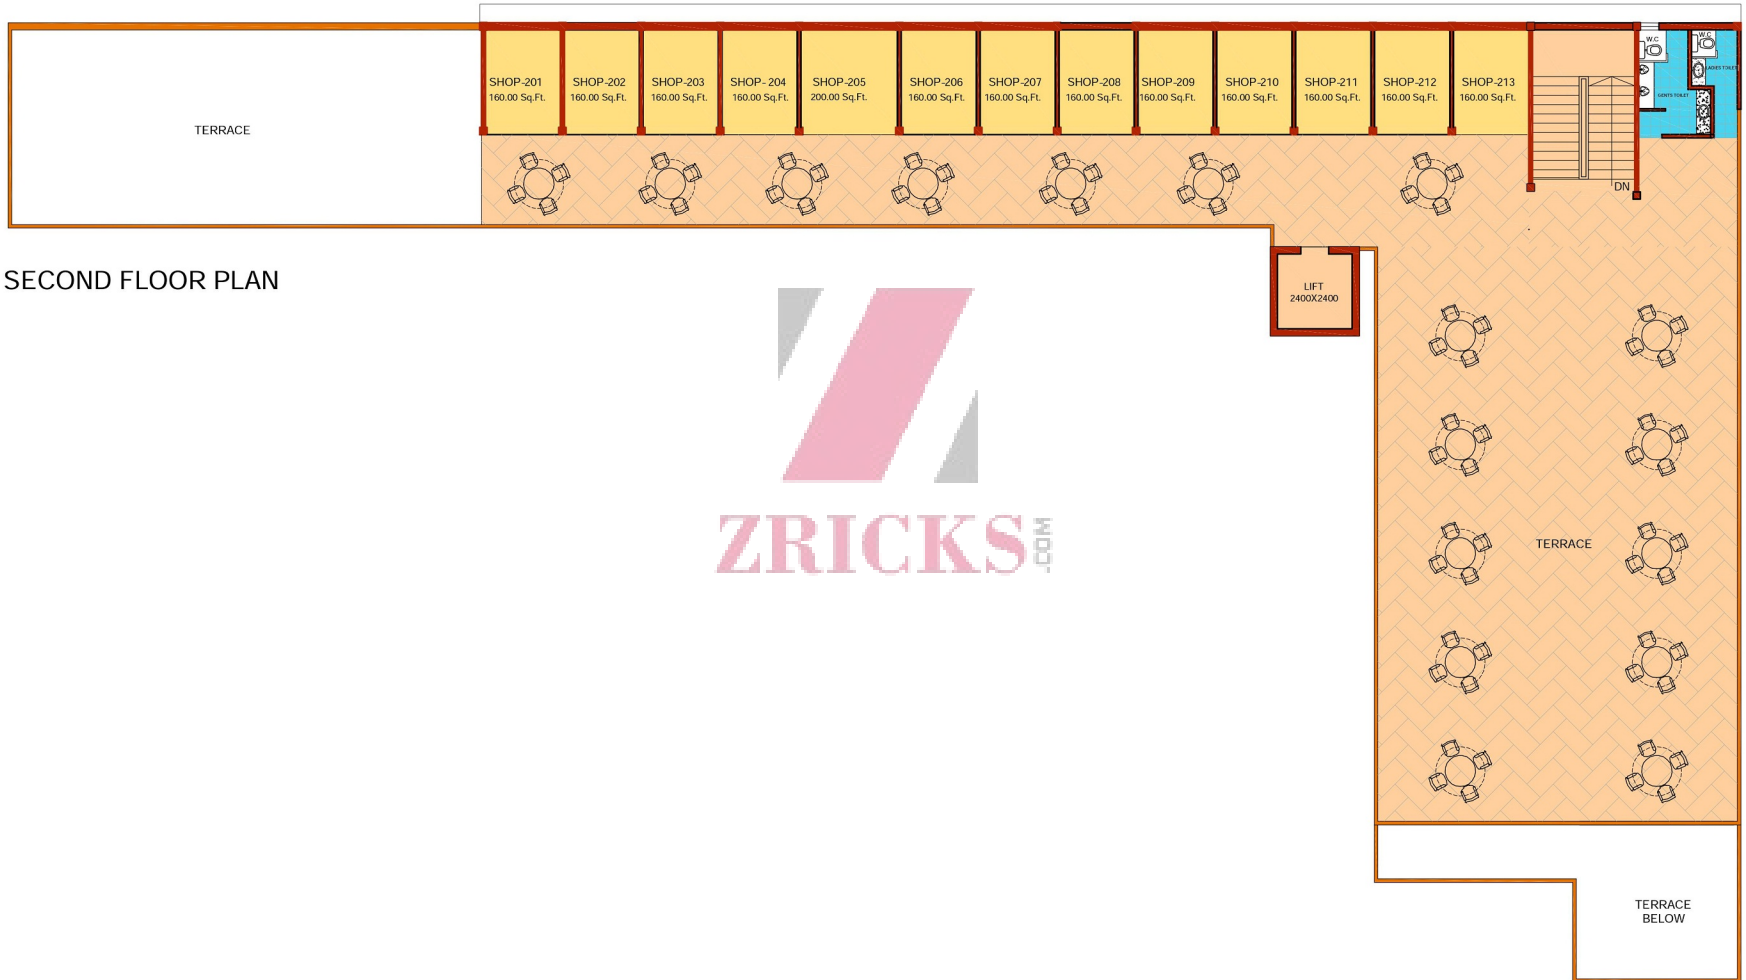 SHOP-201
160.00 Sq.Ft.
SHOP-202
160.00 Sq.Ft.
SHOP-203
160.00 Sq.Ft.
SHOP- 204
160.00 Sq.Ft.
SHOP-205
200.00 Sq.Ft.
SHOP-206
160.00 Sq.Ft.
SHOP-207
160.00 Sq.Ft.
SHOP-208
160.00 Sq.Ft.
SHOP-209
160.00 Sq.Ft.
SHOP-210
160.00 Sq.Ft.
SHOP-211
160.00 Sq.Ft.
SHOP-212
160.00 Sq.Ft.
SHOP-213
160.00 Sq.Ft.
W.C
W.C
LADIES TOILET
GENTS TOILET
TERRACE
DN
SECOND FLOOR PLAN
LIFT
2400X2400
ZRICKS
.COM
TERRACE
TERRACE
BELOW